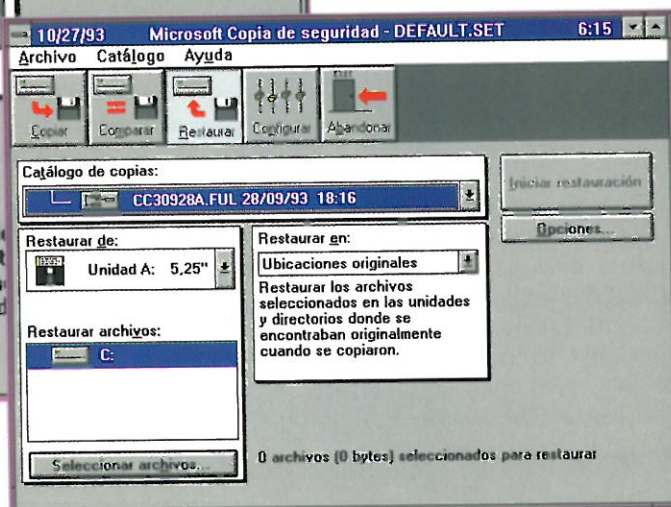 10/27/93 Microsoft Copia de seguridad - DEFAULT.SET 6:15
Archivo Catálogo Ayuda
Copiar Comparar Restaurar Configurar Abandonar
Catálogo de copias:
CC30928A.FUL 28/09/93 18:16
Iniciar restauración
Opciones...
Restaurar de:
Unidad A: 5,25"
Restaurar archivos:
C:
Seleccionar archivos...
Restaurar en:
Ubicaciones originales
Restaurar los archivos
seleccionados en las unidades
y directorios donde se
encontraban originalmente
cuando se copiaron.
0 archivos (0 bytes) seleccionados para restaurar